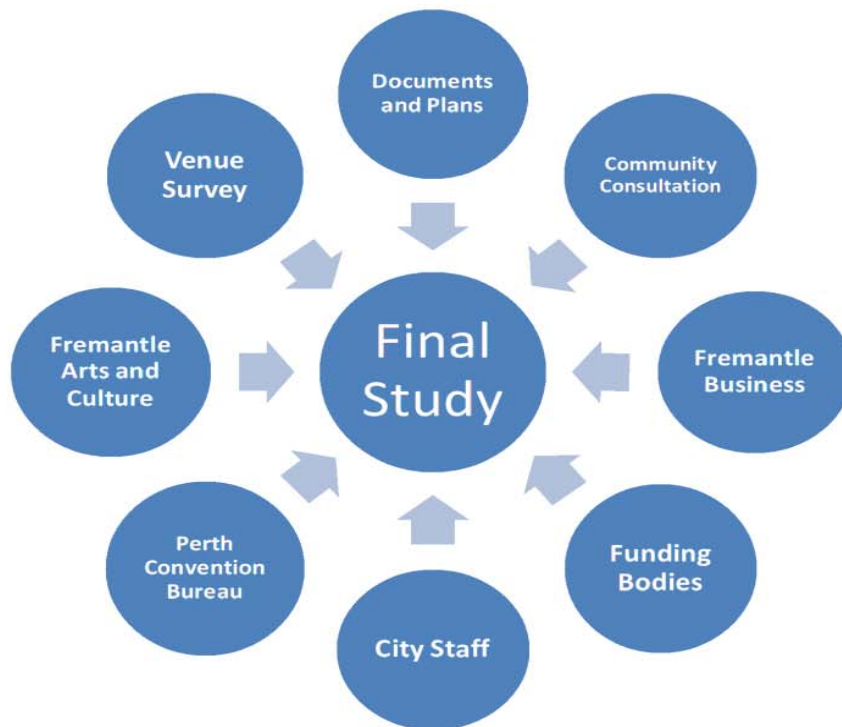 Documents
and Plans
Community
Consultation
Fremantle
Business
Funding
Bodies
City Staff
Perth
Convention
Bureau
Fremantle
Arts and
Culture
Venue
Survey
Final
Study